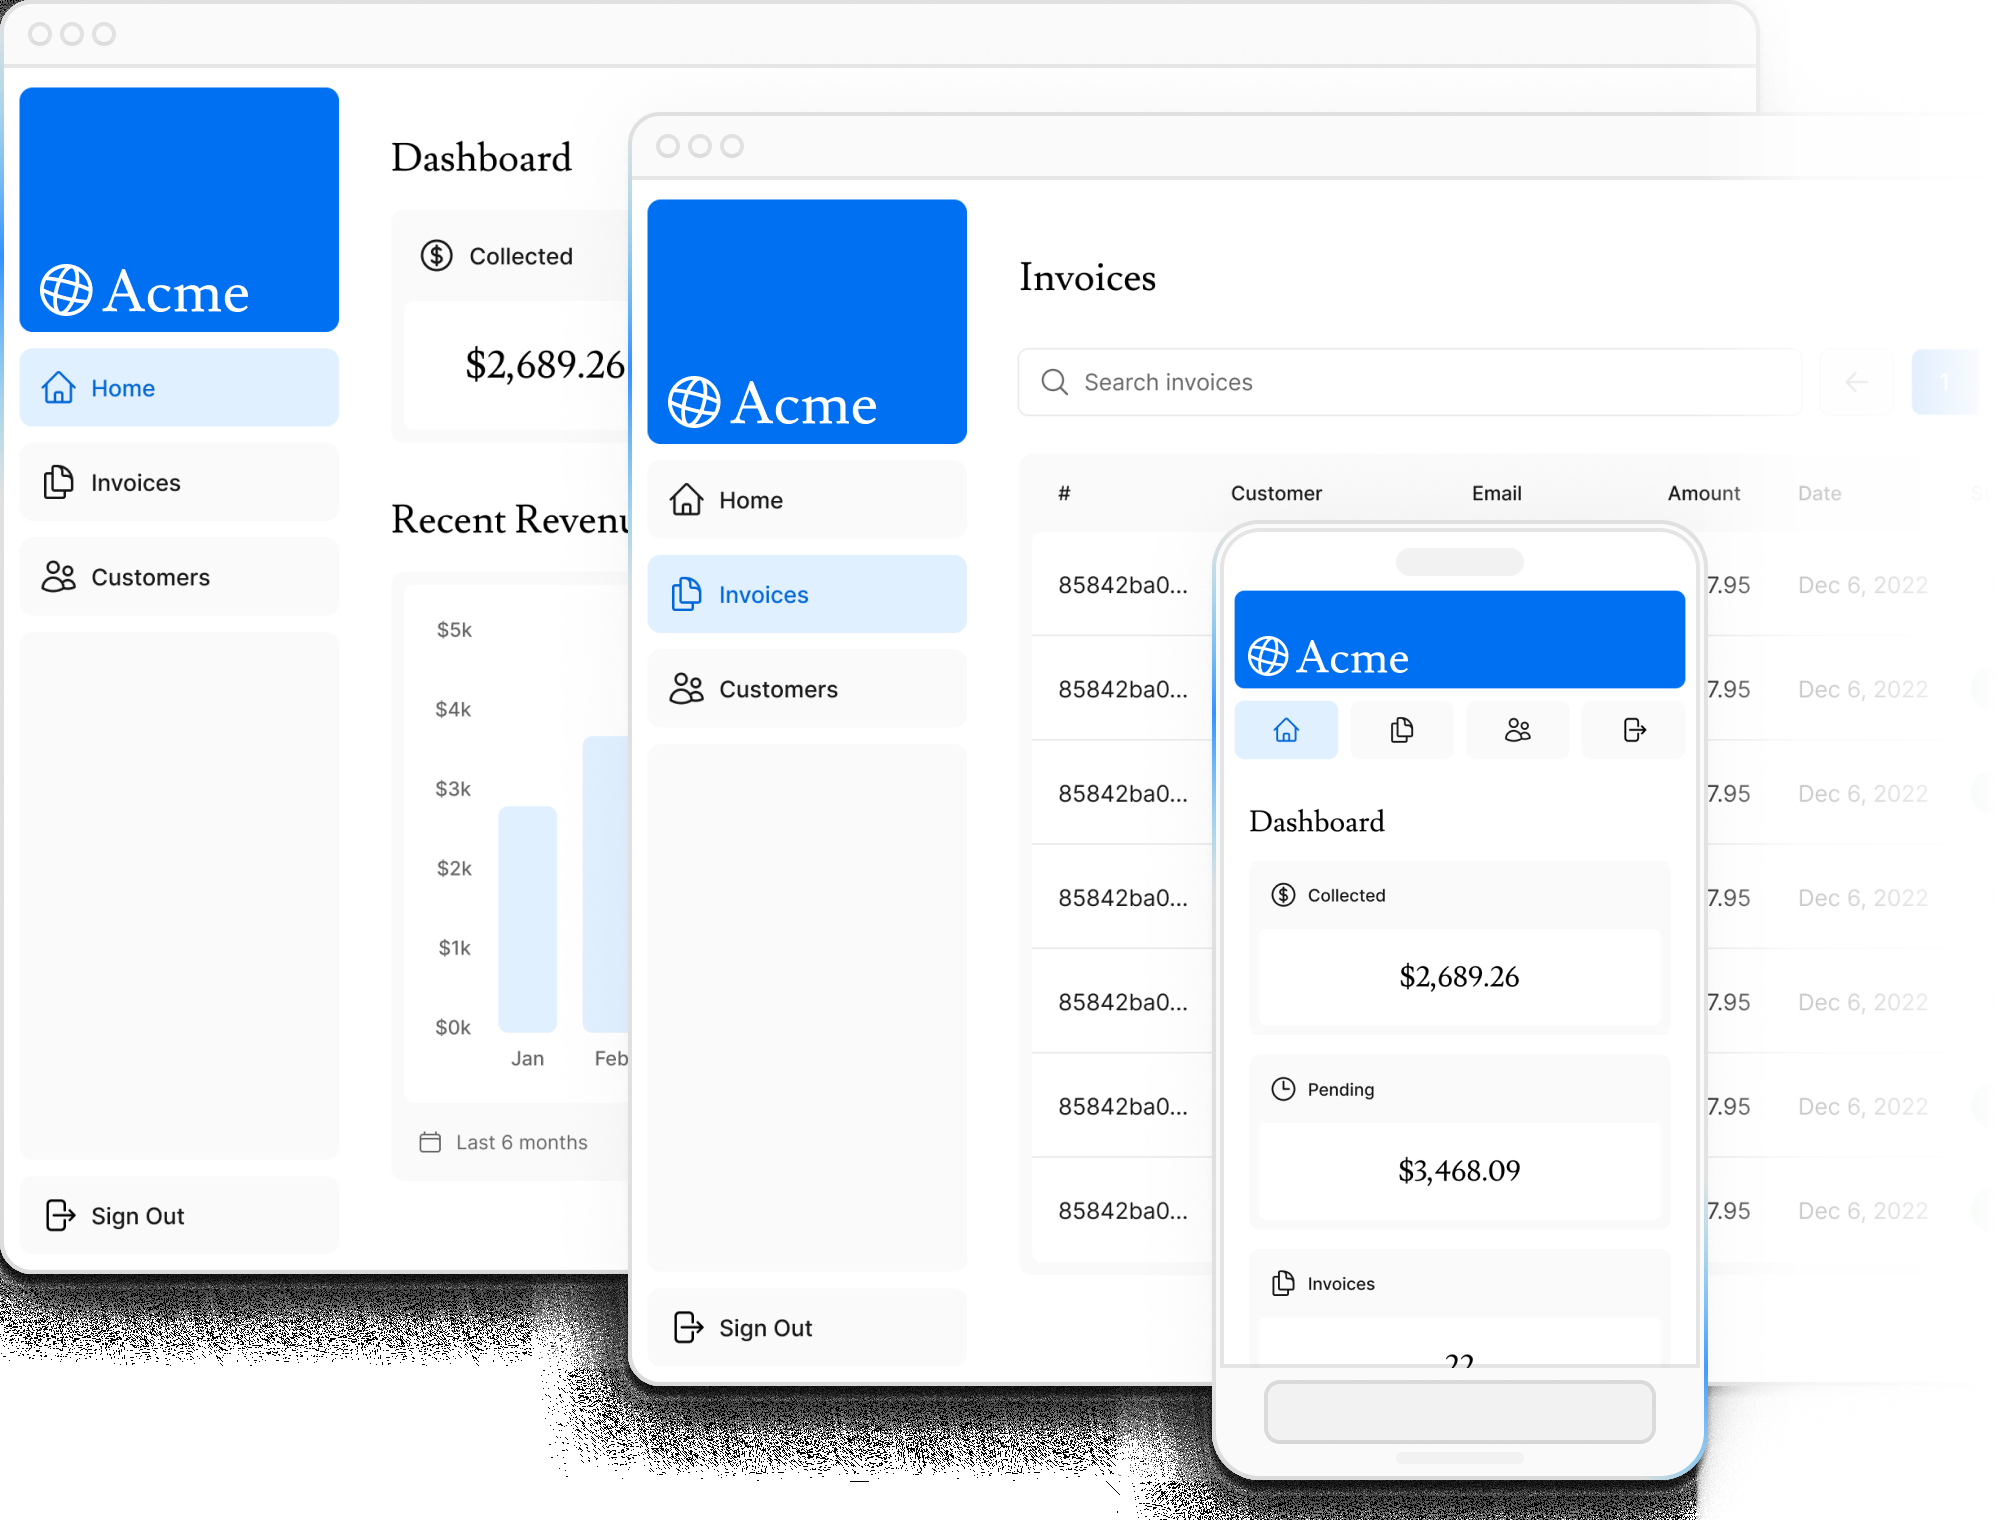 Acme
Home
Invoices
Customers
Sign Out
Dashboard
Collected
$2,689.26
Recent
$5k
$4k
$3k
$2k
$1k
$0k
Jan
Feb
Last 6 months
Acme
Home
Invoices
Customers
Sign Out
Invoices
Search invoices
1
# Customer Email Amount Date
85842ba0... 7.95 Dec 6, 2022
85842ba0... 7.95 Dec 6, 2022
85842ba0... 7.95 Dec 6, 2022
85842ba0... 7.95 Dec 6, 2022
85842ba0... 7.95 Dec 6, 2022
85842ba0... 7.95 Dec 6, 2022
85842ba0... 7.95 Dec 6, 2022
Acme
Dashboard
Collected
$2,689.26
Pending
$3,468.09
Invoices
22